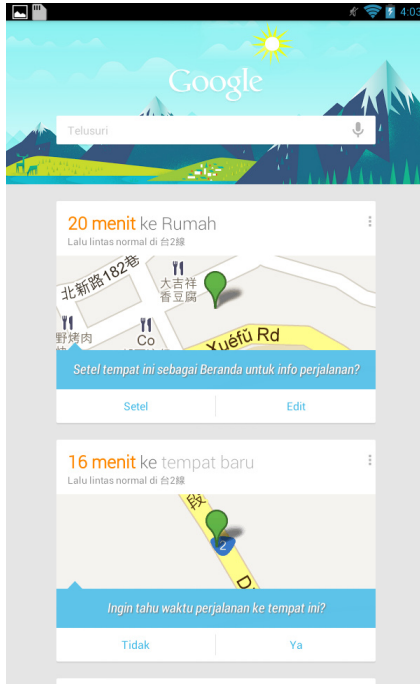 4:03
Google
Telusuri
20 menit ke Rumah
Lalu lintas normal di 台2線
北新路182巷
大吉祥
香豆腐
野烤肉
Co
Xuéfǔ Rd
Setel tempat ini sebagai Beranda untuk info perjalanan?
Setel
Edit
16 menit ke tempat baru
Lalu lintas normal di 台2線
段
2
D
Ingin tahu waktu perjalanan ke tempat ini?
Tidak
Ya